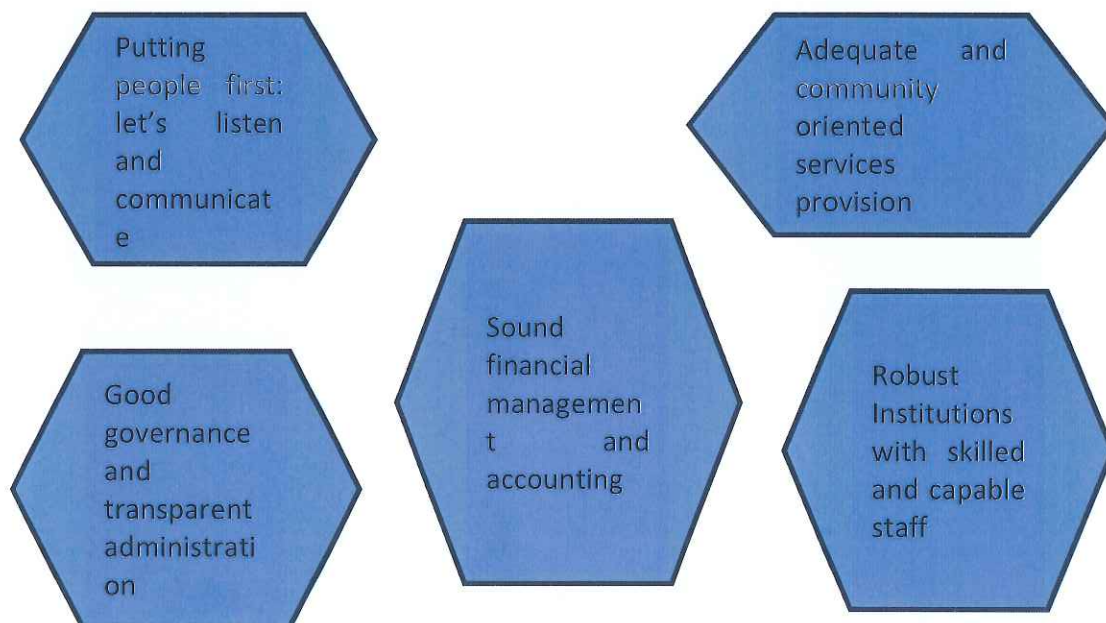 Putting
people first:
let's listen
and
communicat
e
Adequate and
community
oriented
services
provision
Sound
financial
managemen
t and
accounting
Good
governance
and
transparent
administrati
on
Robust
Institutions
with skilled
and capable
staff